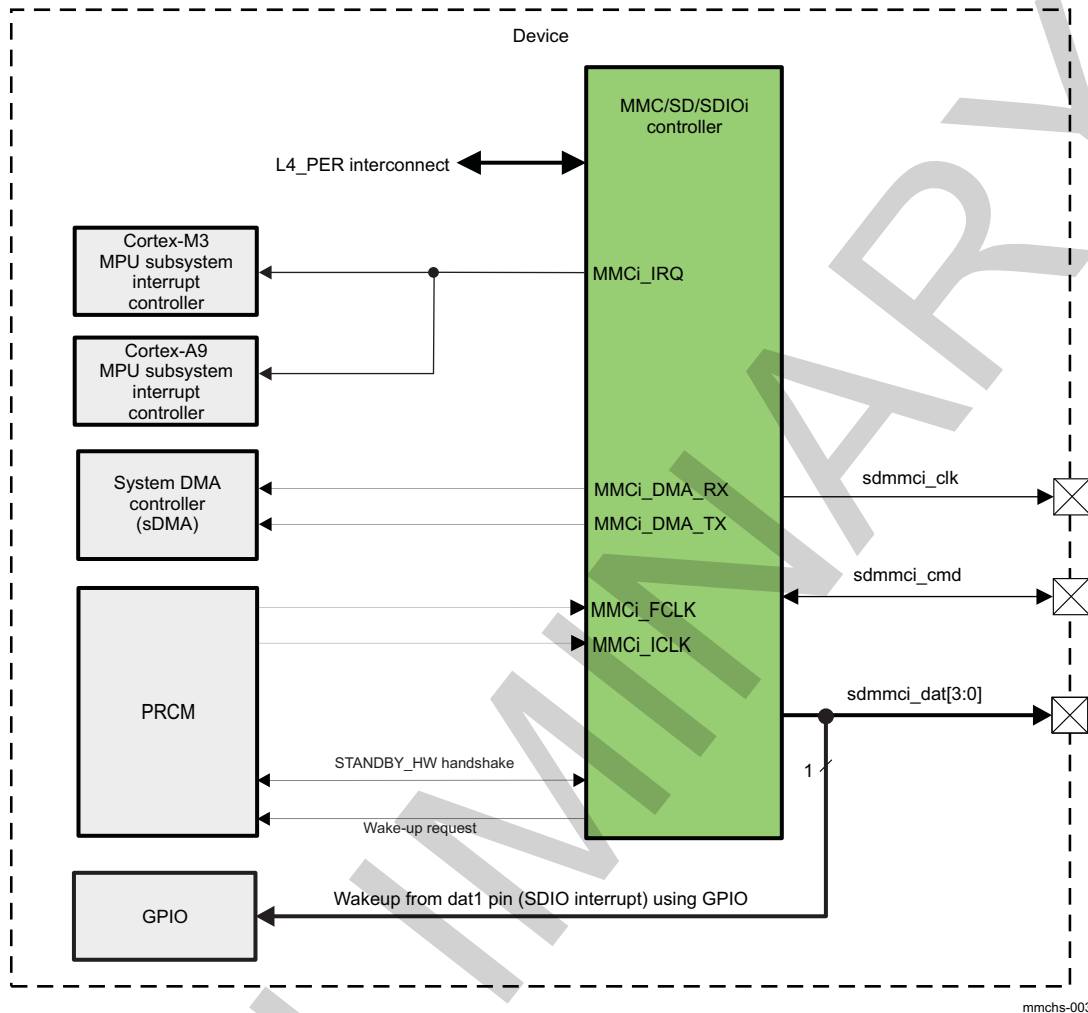 Device
MMC/SD/SDIOi
controller
L4_PER interconnect
Cortex-M3
MPU subsystem
interrupt
controller
MMCi_IRQ
Cortex-A9
MPU subsystem
interrupt
controller
System DMA
controller
(sDMA)
MMCi_DMA_RX
MMCi_DMA_TX
sdmmci_clk
sdmmci_cmd
MMCi_FCLK
MMCi_ICLK
PRCM
sdmmci_dat[3:0]
STANDBY_HW handshake
1
Wake-up request
Wakeup from dat1 pin (SDIO interrupt) using GPIO
GPIO
mmchs-003